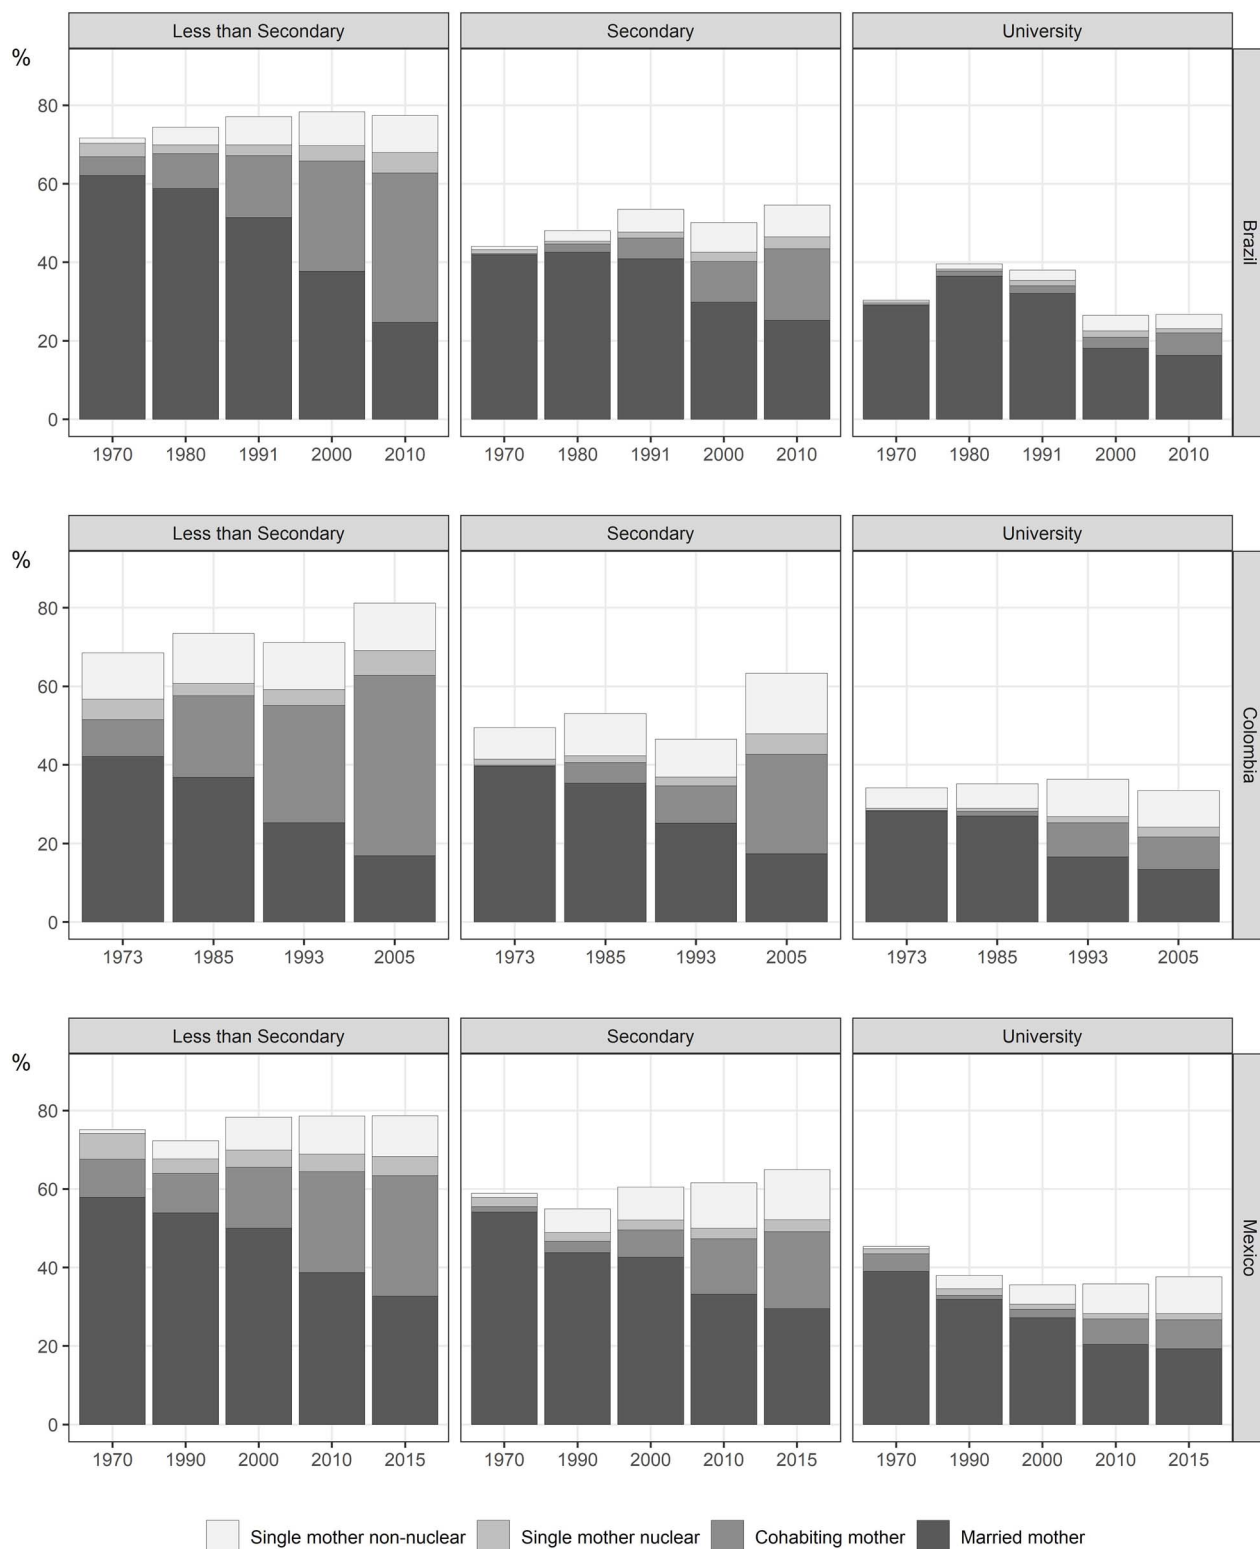 Less than Secondary Secondary University
%
80
60
40
20
0
Brazil
1970 1980 1991 2000 2010 1970 1980 1991 2000 2010 1970 1980 1991 2000 2010
Less than Secondary Secondary University
%
80
60
40
20
0
Colombia
1973 1985 1993 2005 1973 1985 1993 2005 1973 1985 1993 2005
Less than Secondary Secondary University
%
80
60
40
20
0
Mexico
1970 1990 2000 2010 2015 1970 1990 2000 2010 2015 1970 1990 2000 2010 2015
Single mother non-nuclear Single mother nuclear Cohabiting mother Married mother